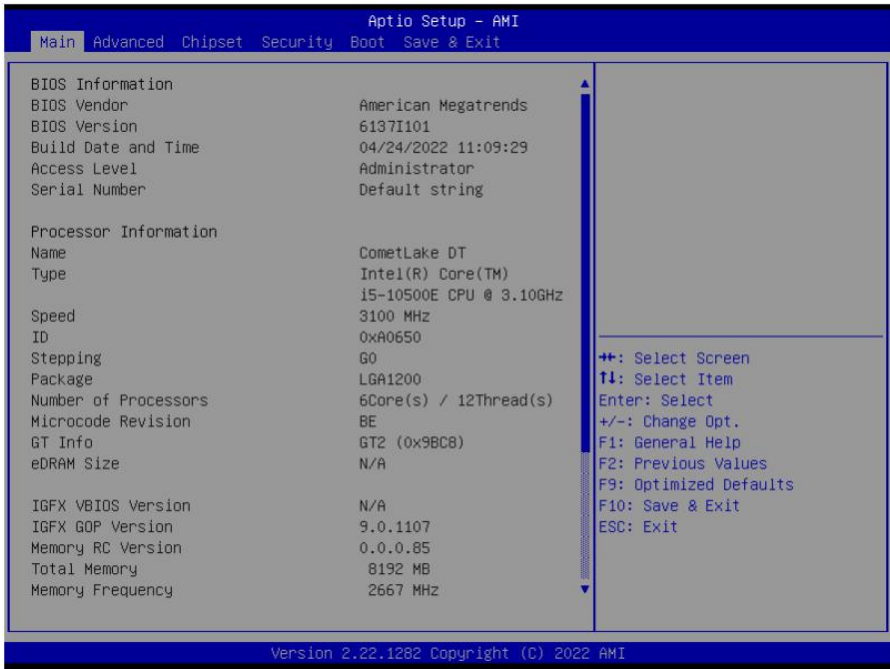 Aptio Setup – AMI
Main Advanced Chipset Security Boot Save & Exit
BIOS Information
BIOS Vendor American Megatrends
BIOS Version 6137I101
Build Date and Time 04/24/2022 11:09:29
Access Level Administrator
Serial Number Default string
Processor Information
Name CometLake DT
Type Intel(R) Core(TM)
i5-10500E CPU @ 3.10GHz
Speed 3100 MHz
ID 0xA0650
Stepping G0
Package LGA1200
Number of Processors 6Core(s) / 12Thread(s)
Microcode Revision BE
GT Info GT2 (0x9BC8)
eDRAM Size N/A
IGFX VBIOS Version N/A
IGFX GOP Version 9.0.1107
Memory RC Version 0.0.0.85
Total Memory 8192 MB
Memory Frequency 2667 MHz
→←: Select Screen
↑↓: Select Item
Enter: Select
+/-: Change Opt.
F1: General Help
F2: Previous Values
F9: Optimized Defaults
F10: Save & Exit
ESC: Exit
Version 2.22.1282 Copyright (C) 2022 AMI